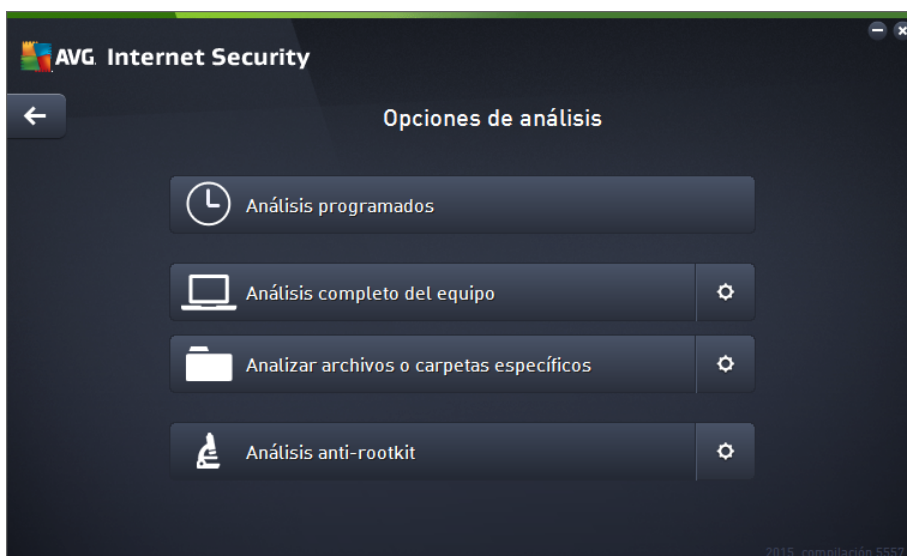 AVG. Internet Security
Opciones de análisis
Análisis programados
Análisis completo del equipo
Analizar archivos o carpetas específicos
Análisis anti-rootkit
2015, compilación 5557